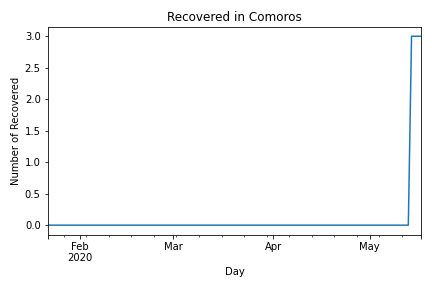 Recovered in Comoros
Number of Recovered
3.0
2.5
2.0
1.5
1.0
0.5
0.0
Feb
2020
Mar
Apr
May
Day